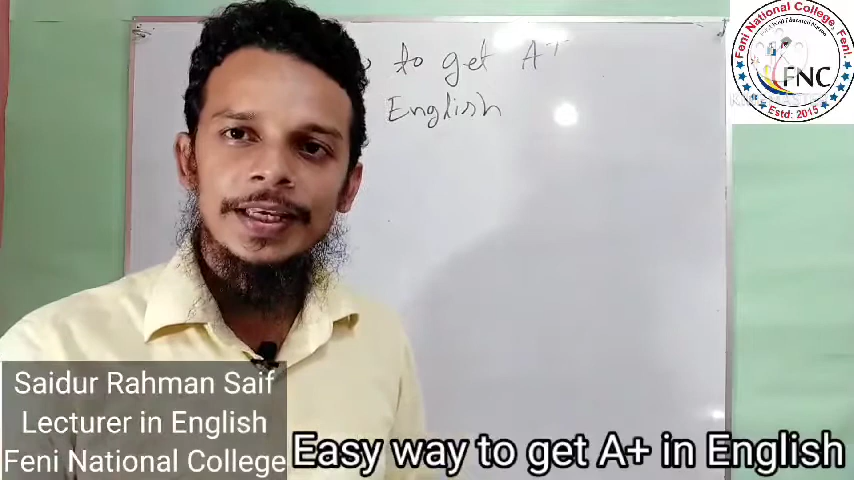 to get A+
English
FENI NATIONAL COLLEGE, FENI.
FNC
Estd: 2015
Saidur Rahman Saif
Lecturer in English
Feni National College
Easy way to get A+ in English